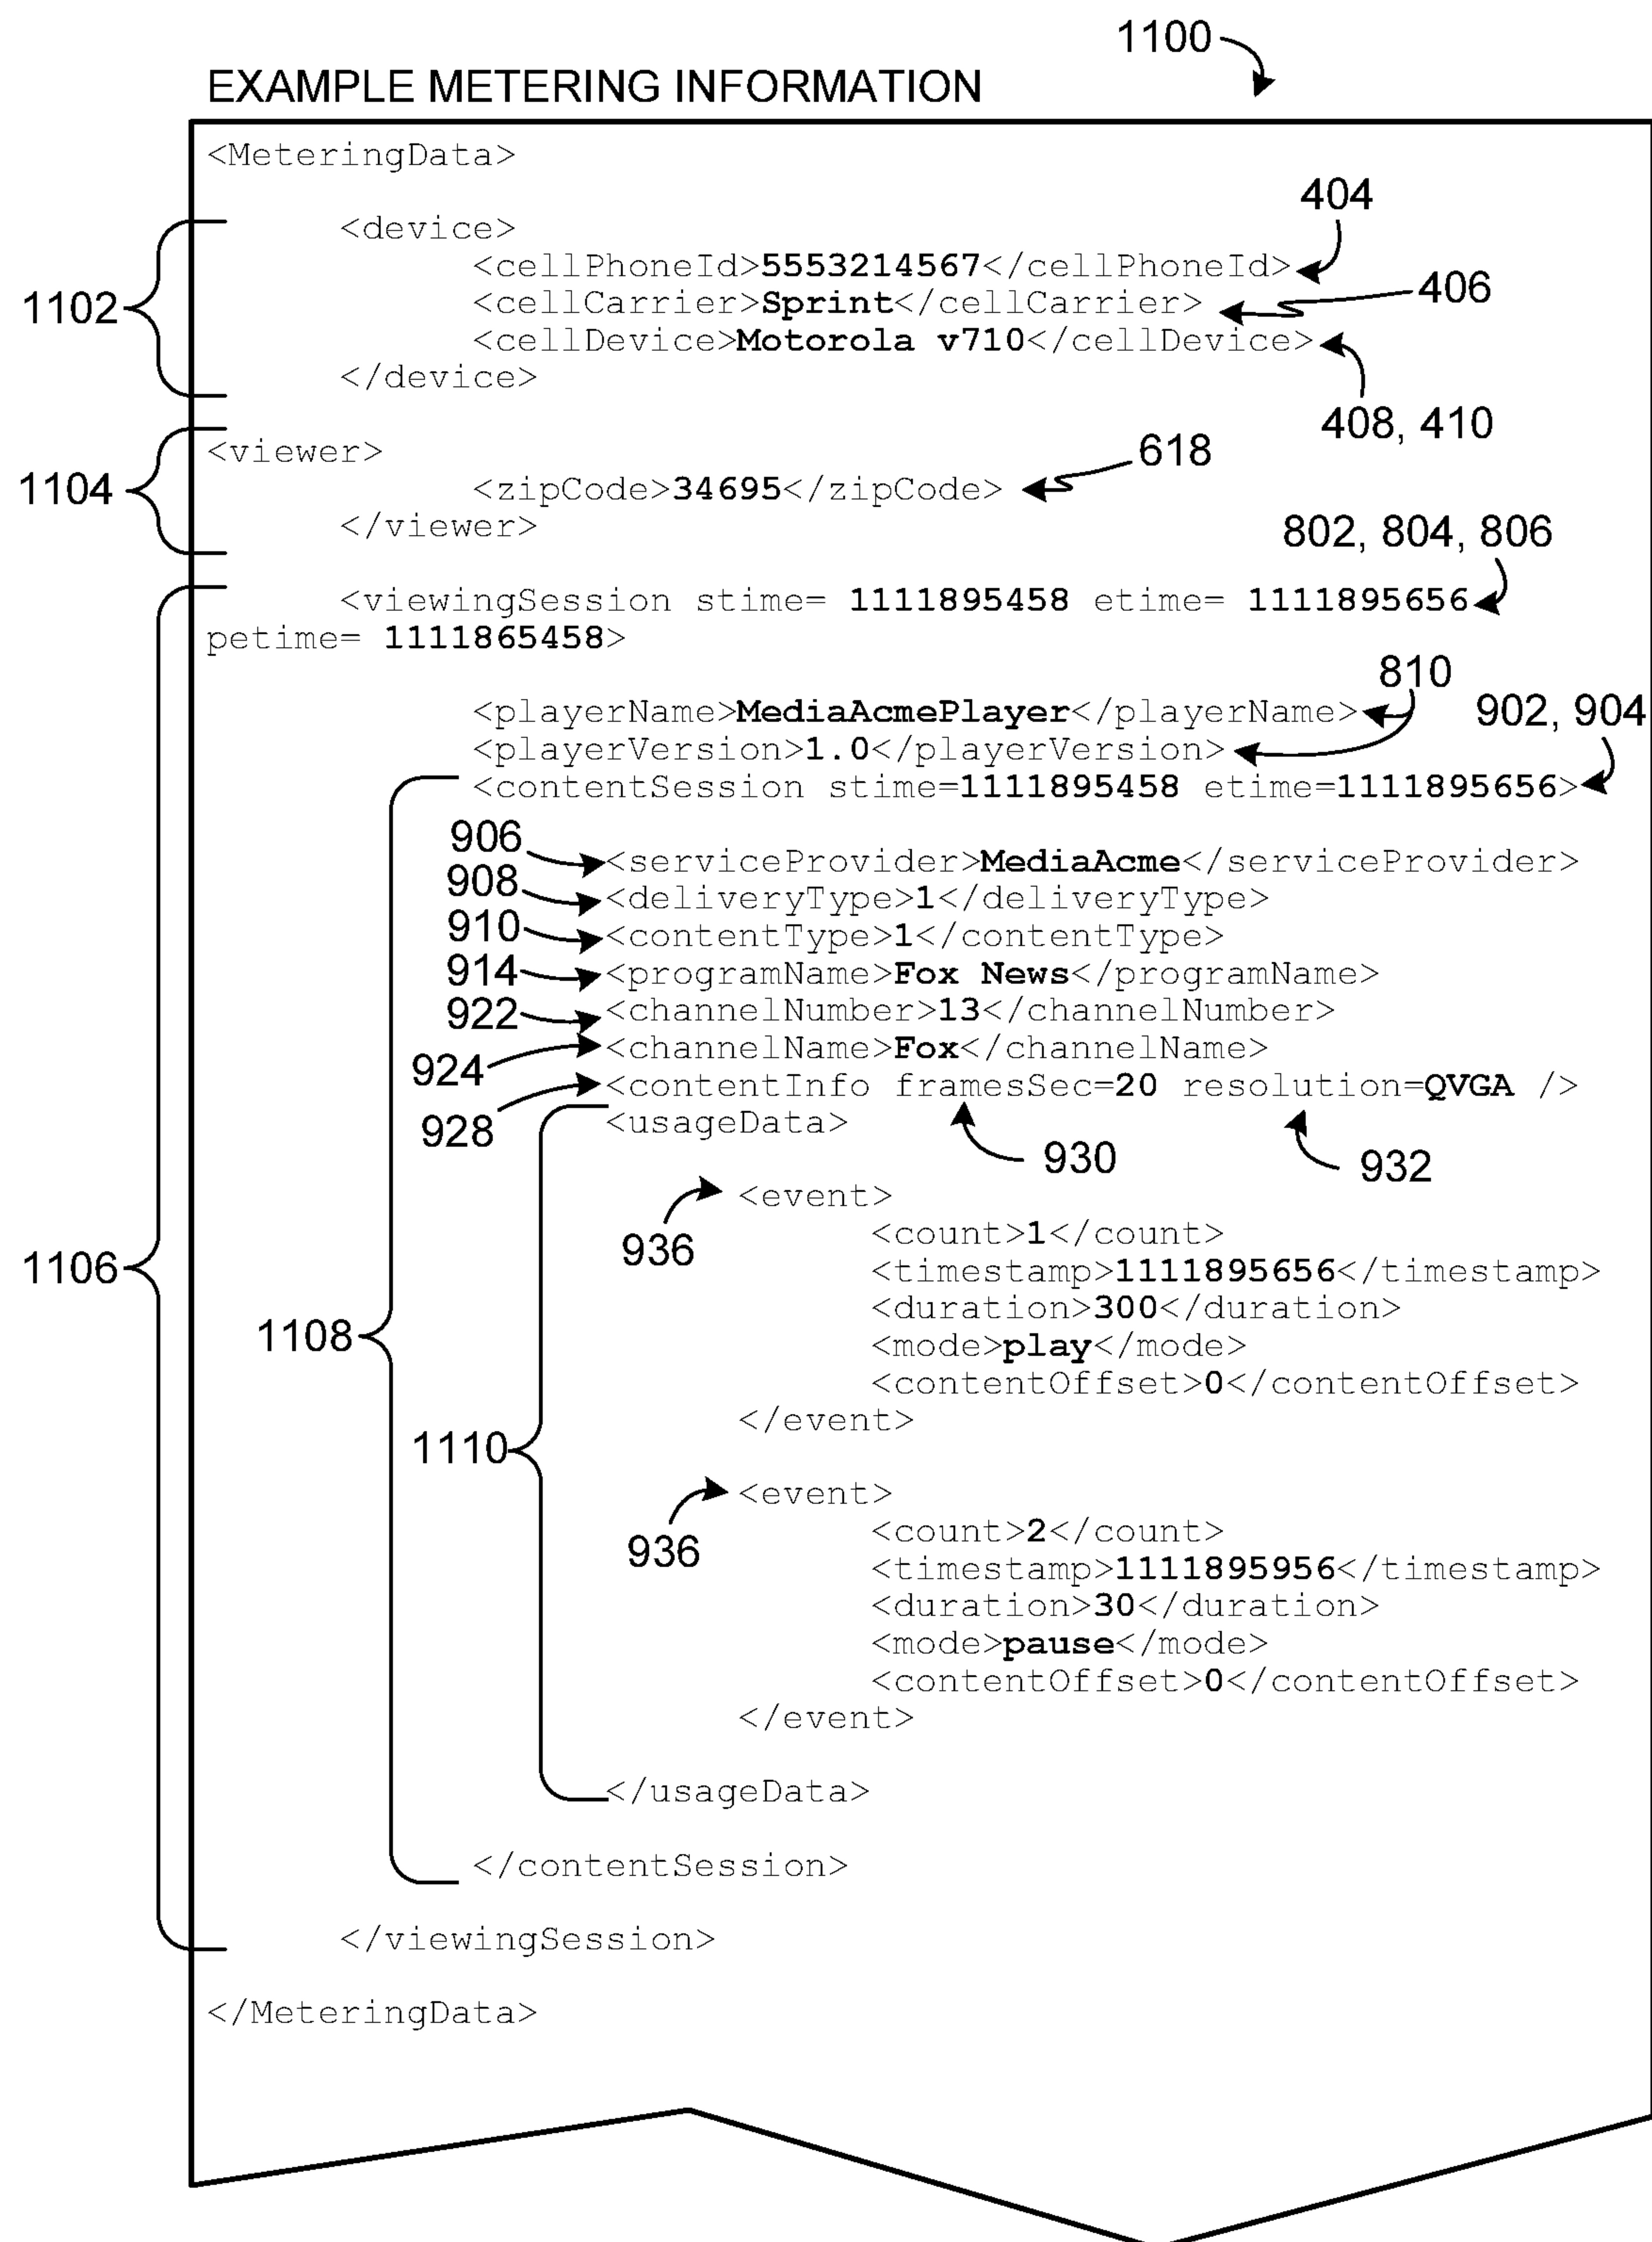 1100
EXAMPLE METERING INFORMATION
<MeteringData>
404
<device>
<cellPhoneId>5553214567</cellPhoneId>
1102
<cellCarrier>Sprint</cellCarrier>
406
<cellDevice>Motorola v710</cellDevice>
</device>
408, 410
1104
<viewer>
618
<zipCode>34695</zipCode>
</viewer>
802, 804, 806
<viewingSession stime= 1111895458 etime= 1111895656
petime= 1111865458>
810
<playerName>MediaAcmePlayer</playerName>
902, 904
<playerVersion>1.0</playerVersion>
<contentSession stime=1111895458 etime=1111895656>
906
<serviceProvider>MediaAcme</serviceProvider>
908
<deliveryType>1</deliveryType>
910
<contentType>1</contentType>
914
<programName>Fox News</programName>
922
<channelNumber>13</channelNumber>
924
<channelName>Fox</channelName>
928
<contentInfo framesSec=20 resolution=QVGA />
<usageData>
930
932
936
<event>
<count>1</count>
1106
<timestamp>1111895656</timestamp>
<duration>300</duration>
1108
<mode>play</mode>
<contentOffset>0</contentOffset>
</event>
1110
936
<event>
<count>2</count>
<timestamp>1111895956</timestamp>
<duration>30</duration>
<mode>pause</mode>
<contentOffset>0</contentOffset>
</event>
</usageData>
</contentSession>
</viewingSession>
</MeteringData>